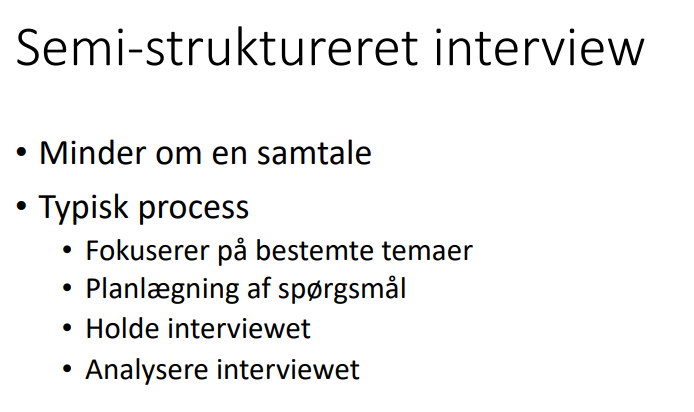 Semi-struktureret interview
• Minder om en samtale
• Typisk process
• Fokuserer på bestemte temaer
• Planlægning af spørgsmål
• Holde interviewet
• Analysere interviewet